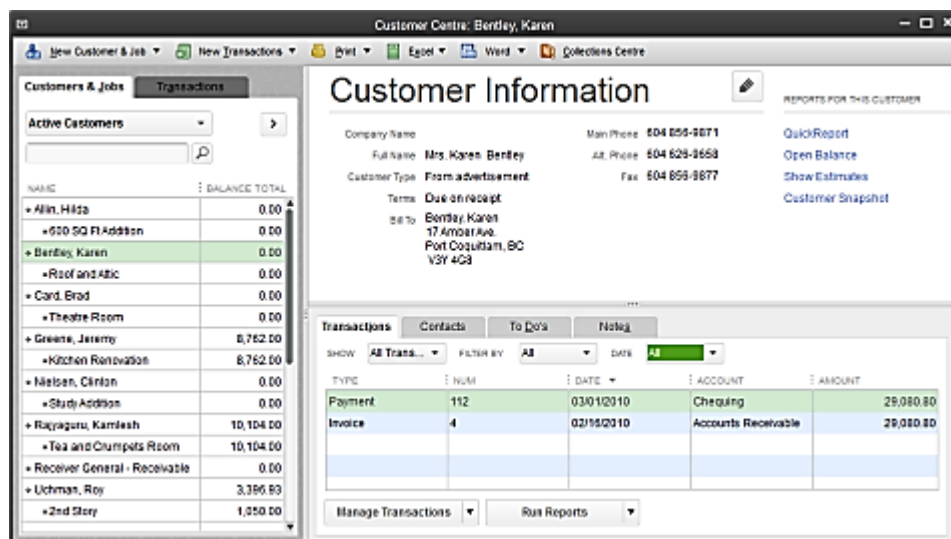 Customer Centre: Bentley, Karen
New Customer & Job New Transactions Print Excel Word Collections Centre
Customers & Jobs Transactions
Active Customers
NAME BALANCE TOTAL
Allin, Hilda 0.00
600 SQ Ft Addition 0.00
Bentley, Karen 0.00
Roof and Attic 0.00
Card, Brad 0.00
Theatre Room 0.00
Greene, Jeremy 8,762.00
Kitchen Renovation 8,762.00
Nielsen, Clinton 0.00
Study Addition 0.00
Rajyaguru, Kamlesh 10,104.00
Tea and Crumpets Room 10,104.00
Receiver General - Receivable 0.00
Uchman, Roy 3,396.93
2nd Story 1,050.00
Customer Information
Company Name
Full Name Mrs. Karen Bentley
Customer Type From advertisement
Terms Due on receipt
Bill To Bentley, Karen
17 Amber Ave.
Port Coquitlam, BC
V3Y 4G8
Main Phone 604 856-9871
Alt. Phone 604 626-9658
Fax 604 856-9877
REPORTS FOR THIS CUSTOMER
QuickReport
Open Balance
Show Estimates
Customer Snapshot
Transactions Contacts To Do's Notes
SHOW All Trans... FILTER BY All DATE All
TYPE NUM DATE ACCOUNT AMOUNT
Payment 112 03/01/2010 Chequing 29,080.80
Invoice 4 02/15/2010 Accounts Receivable 29,080.80
Manage Transactions Run Reports